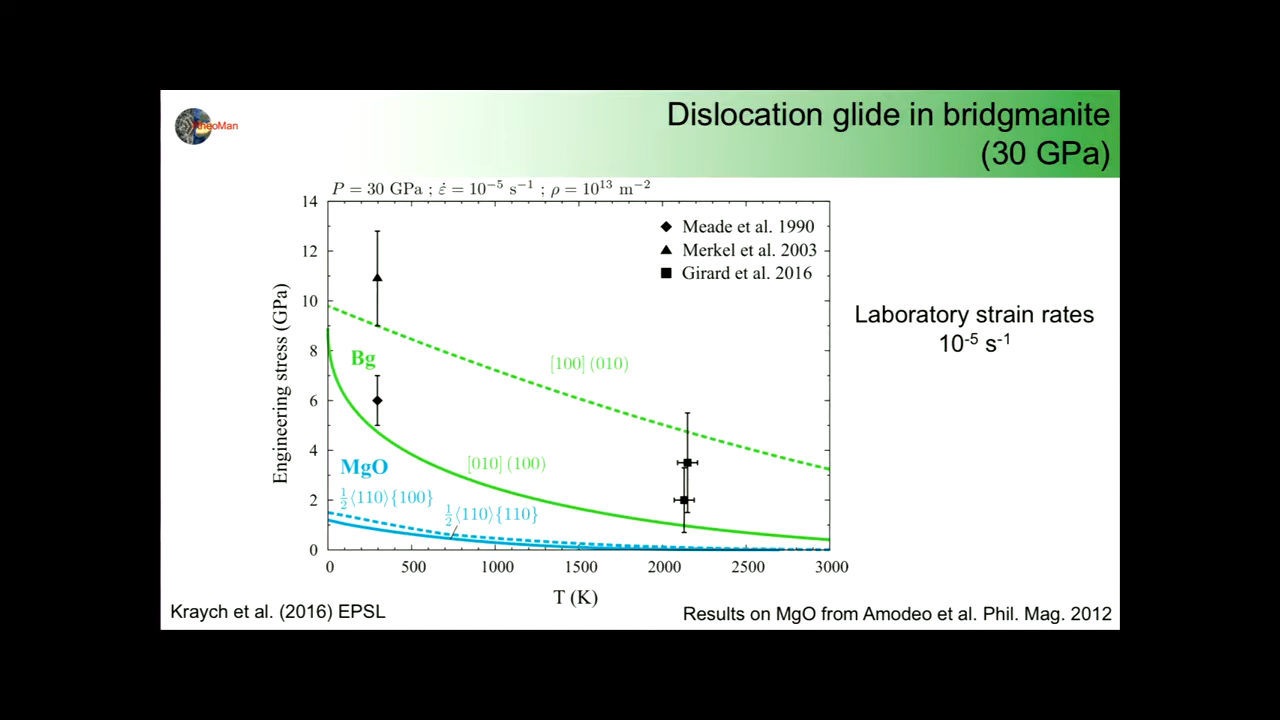 RheoMan
Dislocation glide in bridgmanite
(30 GPa)
P = 30 GPa ; ε̇ = 10⁻⁵ s⁻¹ ; ρ = 10¹³ m⁻²
14
12
10
8
6
4
2
0
Engineering stress (GPa)
Meade et al. 1990
Merkel et al. 2003
Girard et al. 2016
Bg
[100](010)
[010](100)
MgO
½⟨110⟩{100}
½⟨110⟩{110}
0 500 1000 1500 2000 2500 3000
T (K)
Laboratory strain rates
10⁻⁵ s⁻¹
Kraych et al. (2016) EPSL
Results on MgO from Amodeo et al. Phil. Mag. 2012